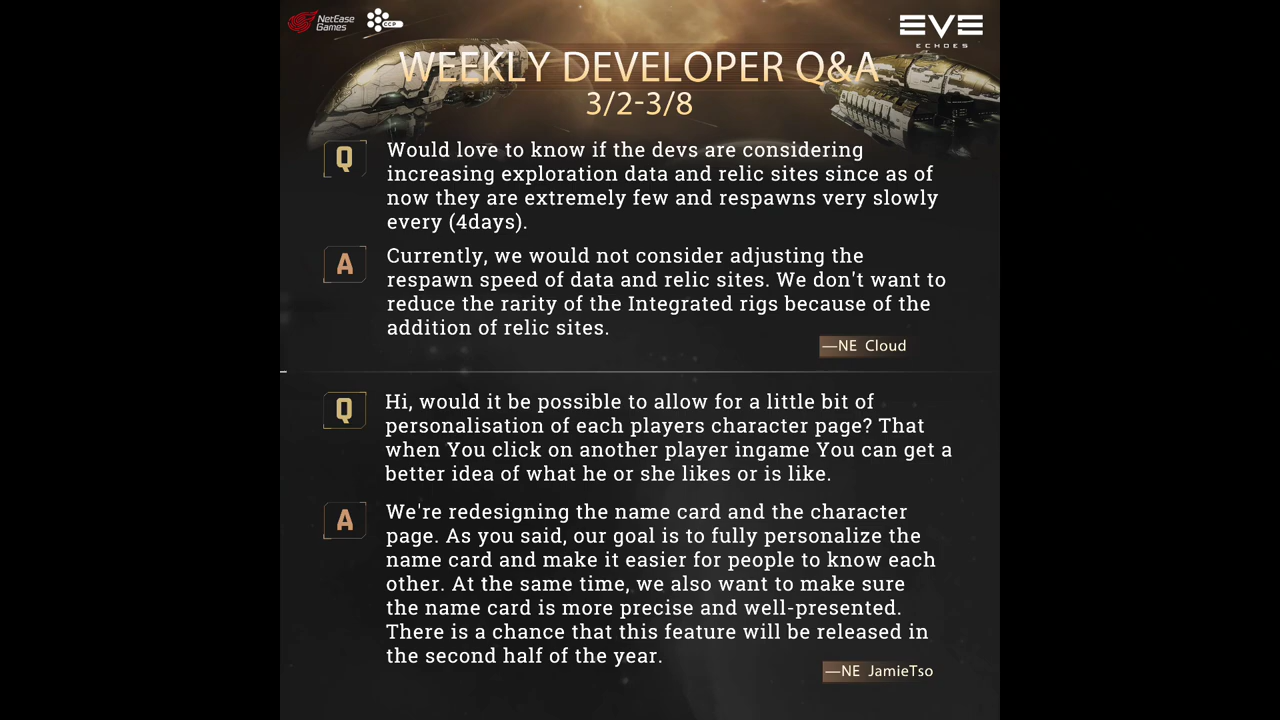 NetEase
Games
CCP
EVE
ECHOES
WEEKLY DEVELOPER Q&A
3/2-3/8
Q
Would love to know if the devs are considering
increasing exploration data and relic sites since as of
now they are extremely few and respawns very slowly
every (4days).
A
Currently, we would not consider adjusting the
respawn speed of data and relic sites. We don't want to
reduce the rarity of the Integrated rigs because of the
addition of relic sites.
—NE Cloud
Q
Hi, would it be possible to allow for a little bit of
personalisation of each players character page? That
when You click on another player ingame You can get a
better idea of what he or she likes or is like.
A
We're redesigning the name card and the character
page. As you said, our goal is to fully personalize the
name card and make it easier for people to know each
other. At the same time, we also want to make sure
the name card is more precise and well-presented.
There is a chance that this feature will be released in
the second half of the year.
—NE JamieTso